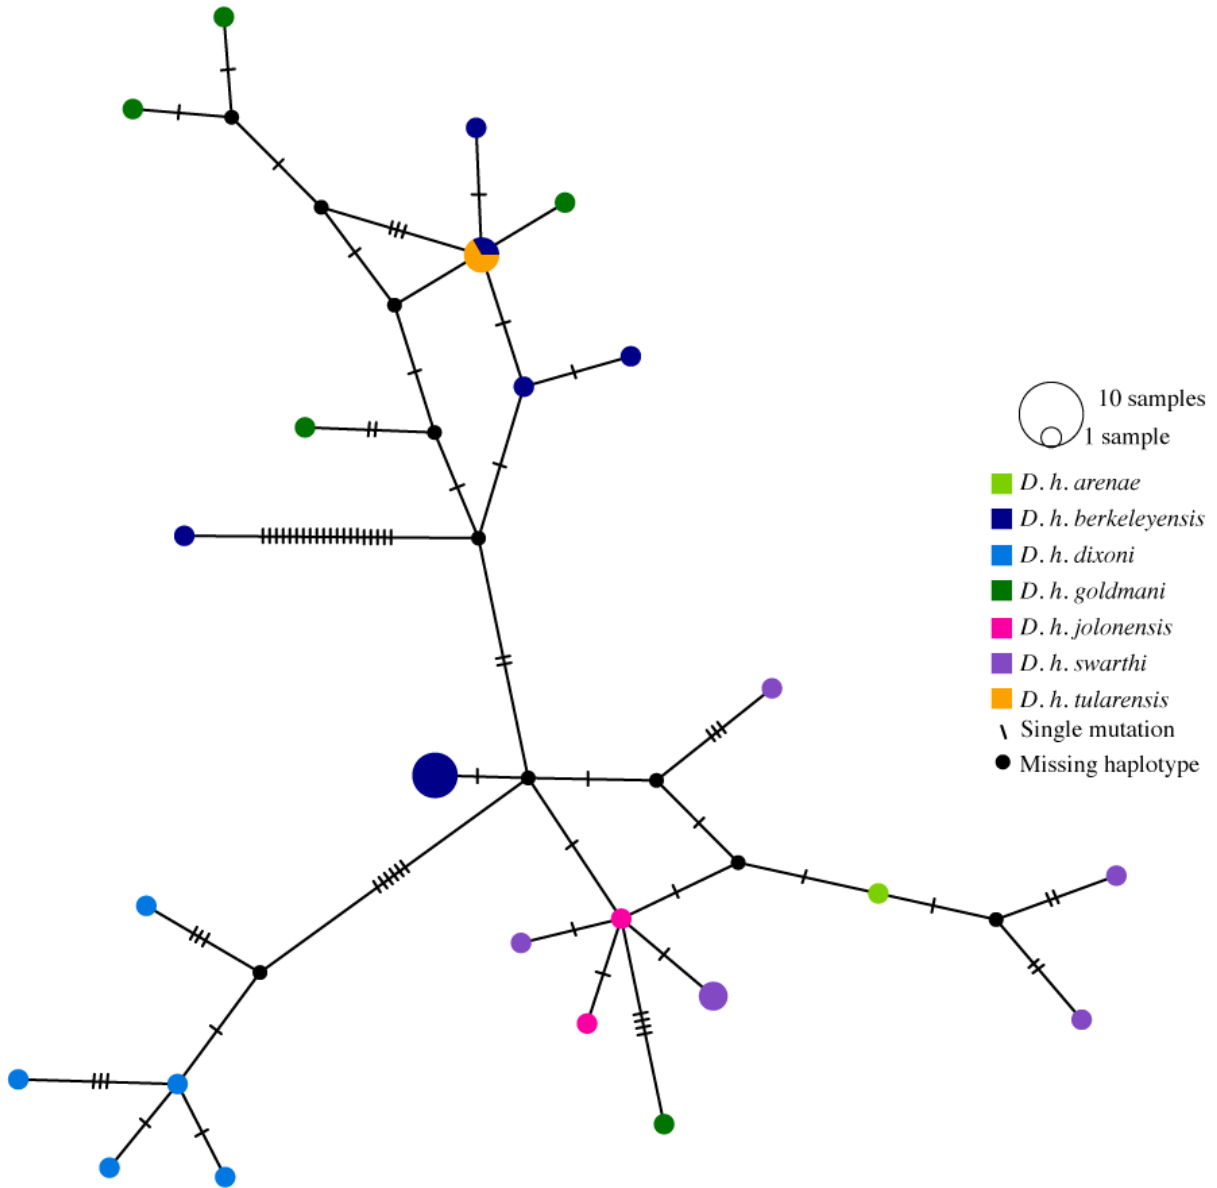 10 samples
1 sample
D. h. arenae
D. h. berkeleyensis
D. h. dixoni
D. h. goldmani
D. h. jolonensis
D. h. swarthi
D. h. tularensis
Single mutation
Missing haplotype